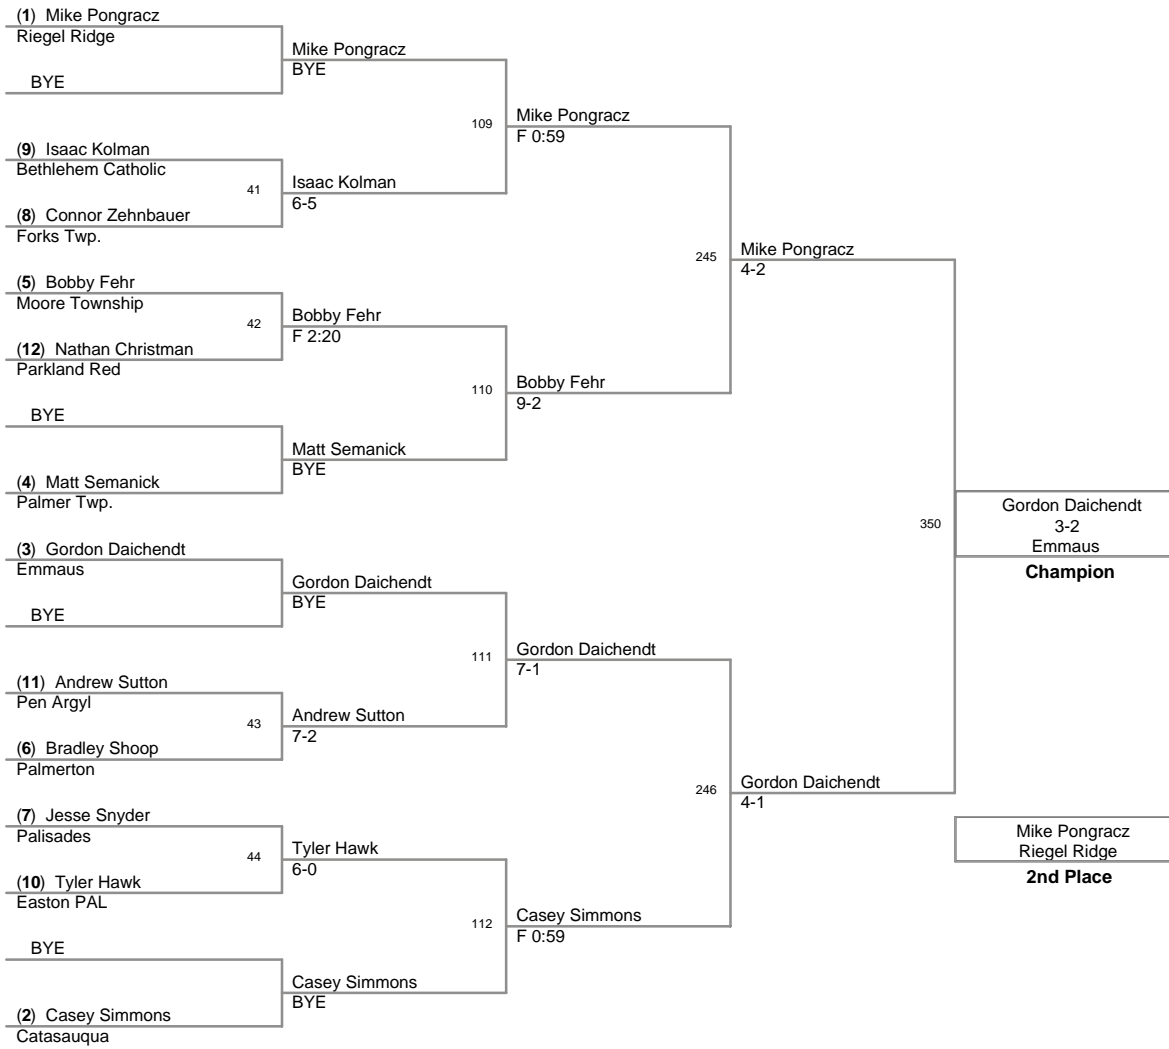 (1) Mike Pongracz
Riegel Ridge
BYE
(9) Isaac Kolman
Bethlehem Catholic
(8) Connor Zehnbauer
Forks Twp.
(5) Bobby Fehr
Moore Township
(12) Nathan Christman
Parkland Red
BYE
(4) Matt Semanick
Palmer Twp.
(3) Gordon Daichendt
Emmaus
BYE
(11) Andrew Sutton
Pen Argyl
(6) Bradley Shoop
Palmerton
(7) Jesse Snyder
Palisades
(10) Tyler Hawk
Easton PAL
BYE
(2) Casey Simmons
Catasauqua
41
42
43
44
Mike Pongracz
BYE
Isaac Kolman
6-5
Bobby Fehr
F 2:20
Matt Semanick
BYE
Gordon Daichendt
BYE
Andrew Sutton
7-2
Tyler Hawk
6-0
Casey Simmons
BYE
109
110
111
112
Mike Pongracz
F 0:59
Bobby Fehr
9-2
Gordon Daichendt
7-1
Casey Simmons
F 0:59
245
246
Mike Pongracz
4-2
Gordon Daichendt
4-1
350
Gordon Daichendt
3-2
Emmaus
Champion
Mike Pongracz
Riegel Ridge
2nd Place